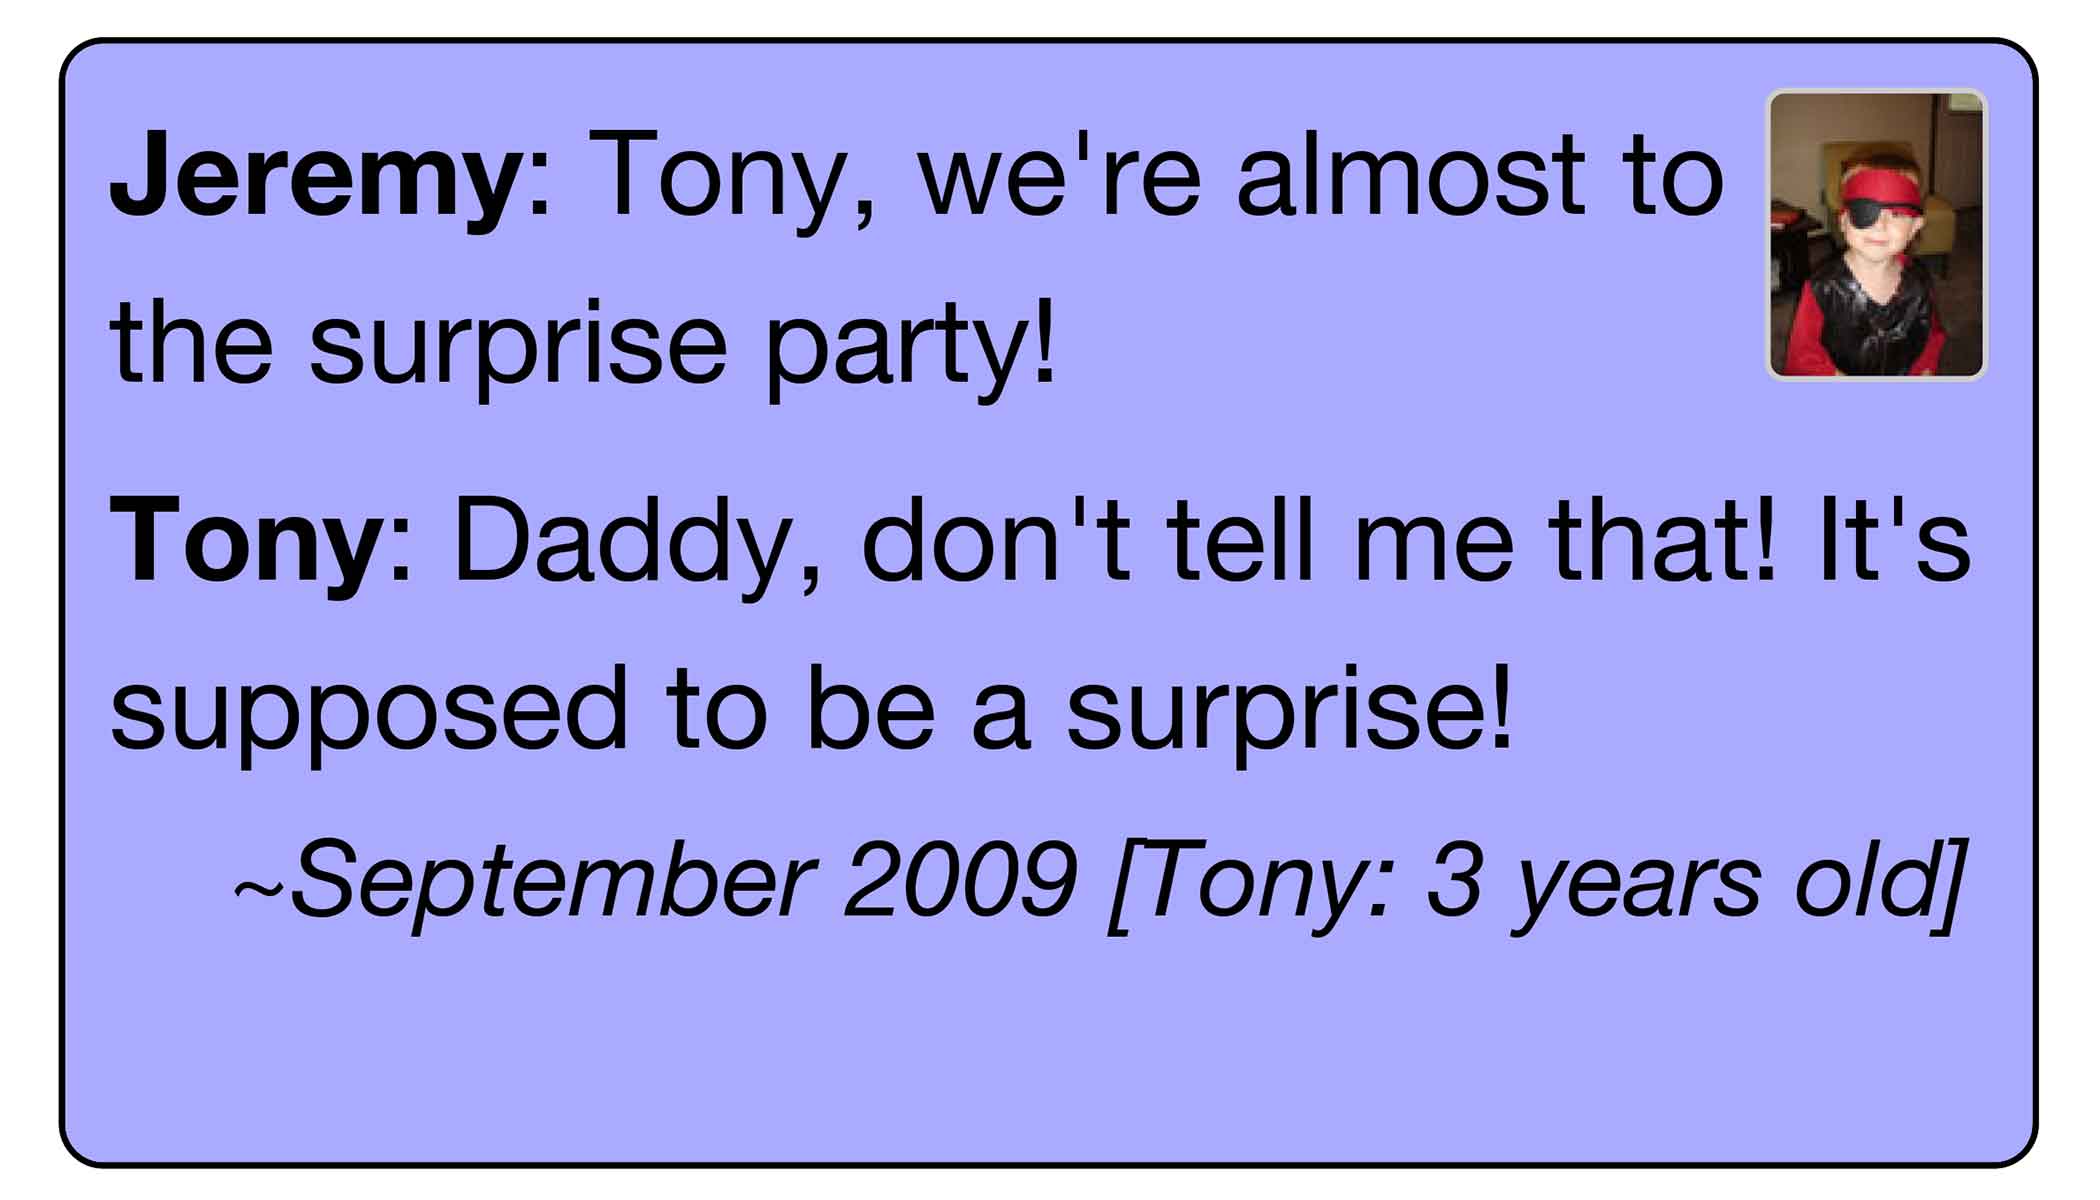 Jeremy: Tony, we're almost to
the surprise party!
Tony: Daddy, don't tell me that! It's
supposed to be a surprise!
~September 2009 [Tony: 3 years old]